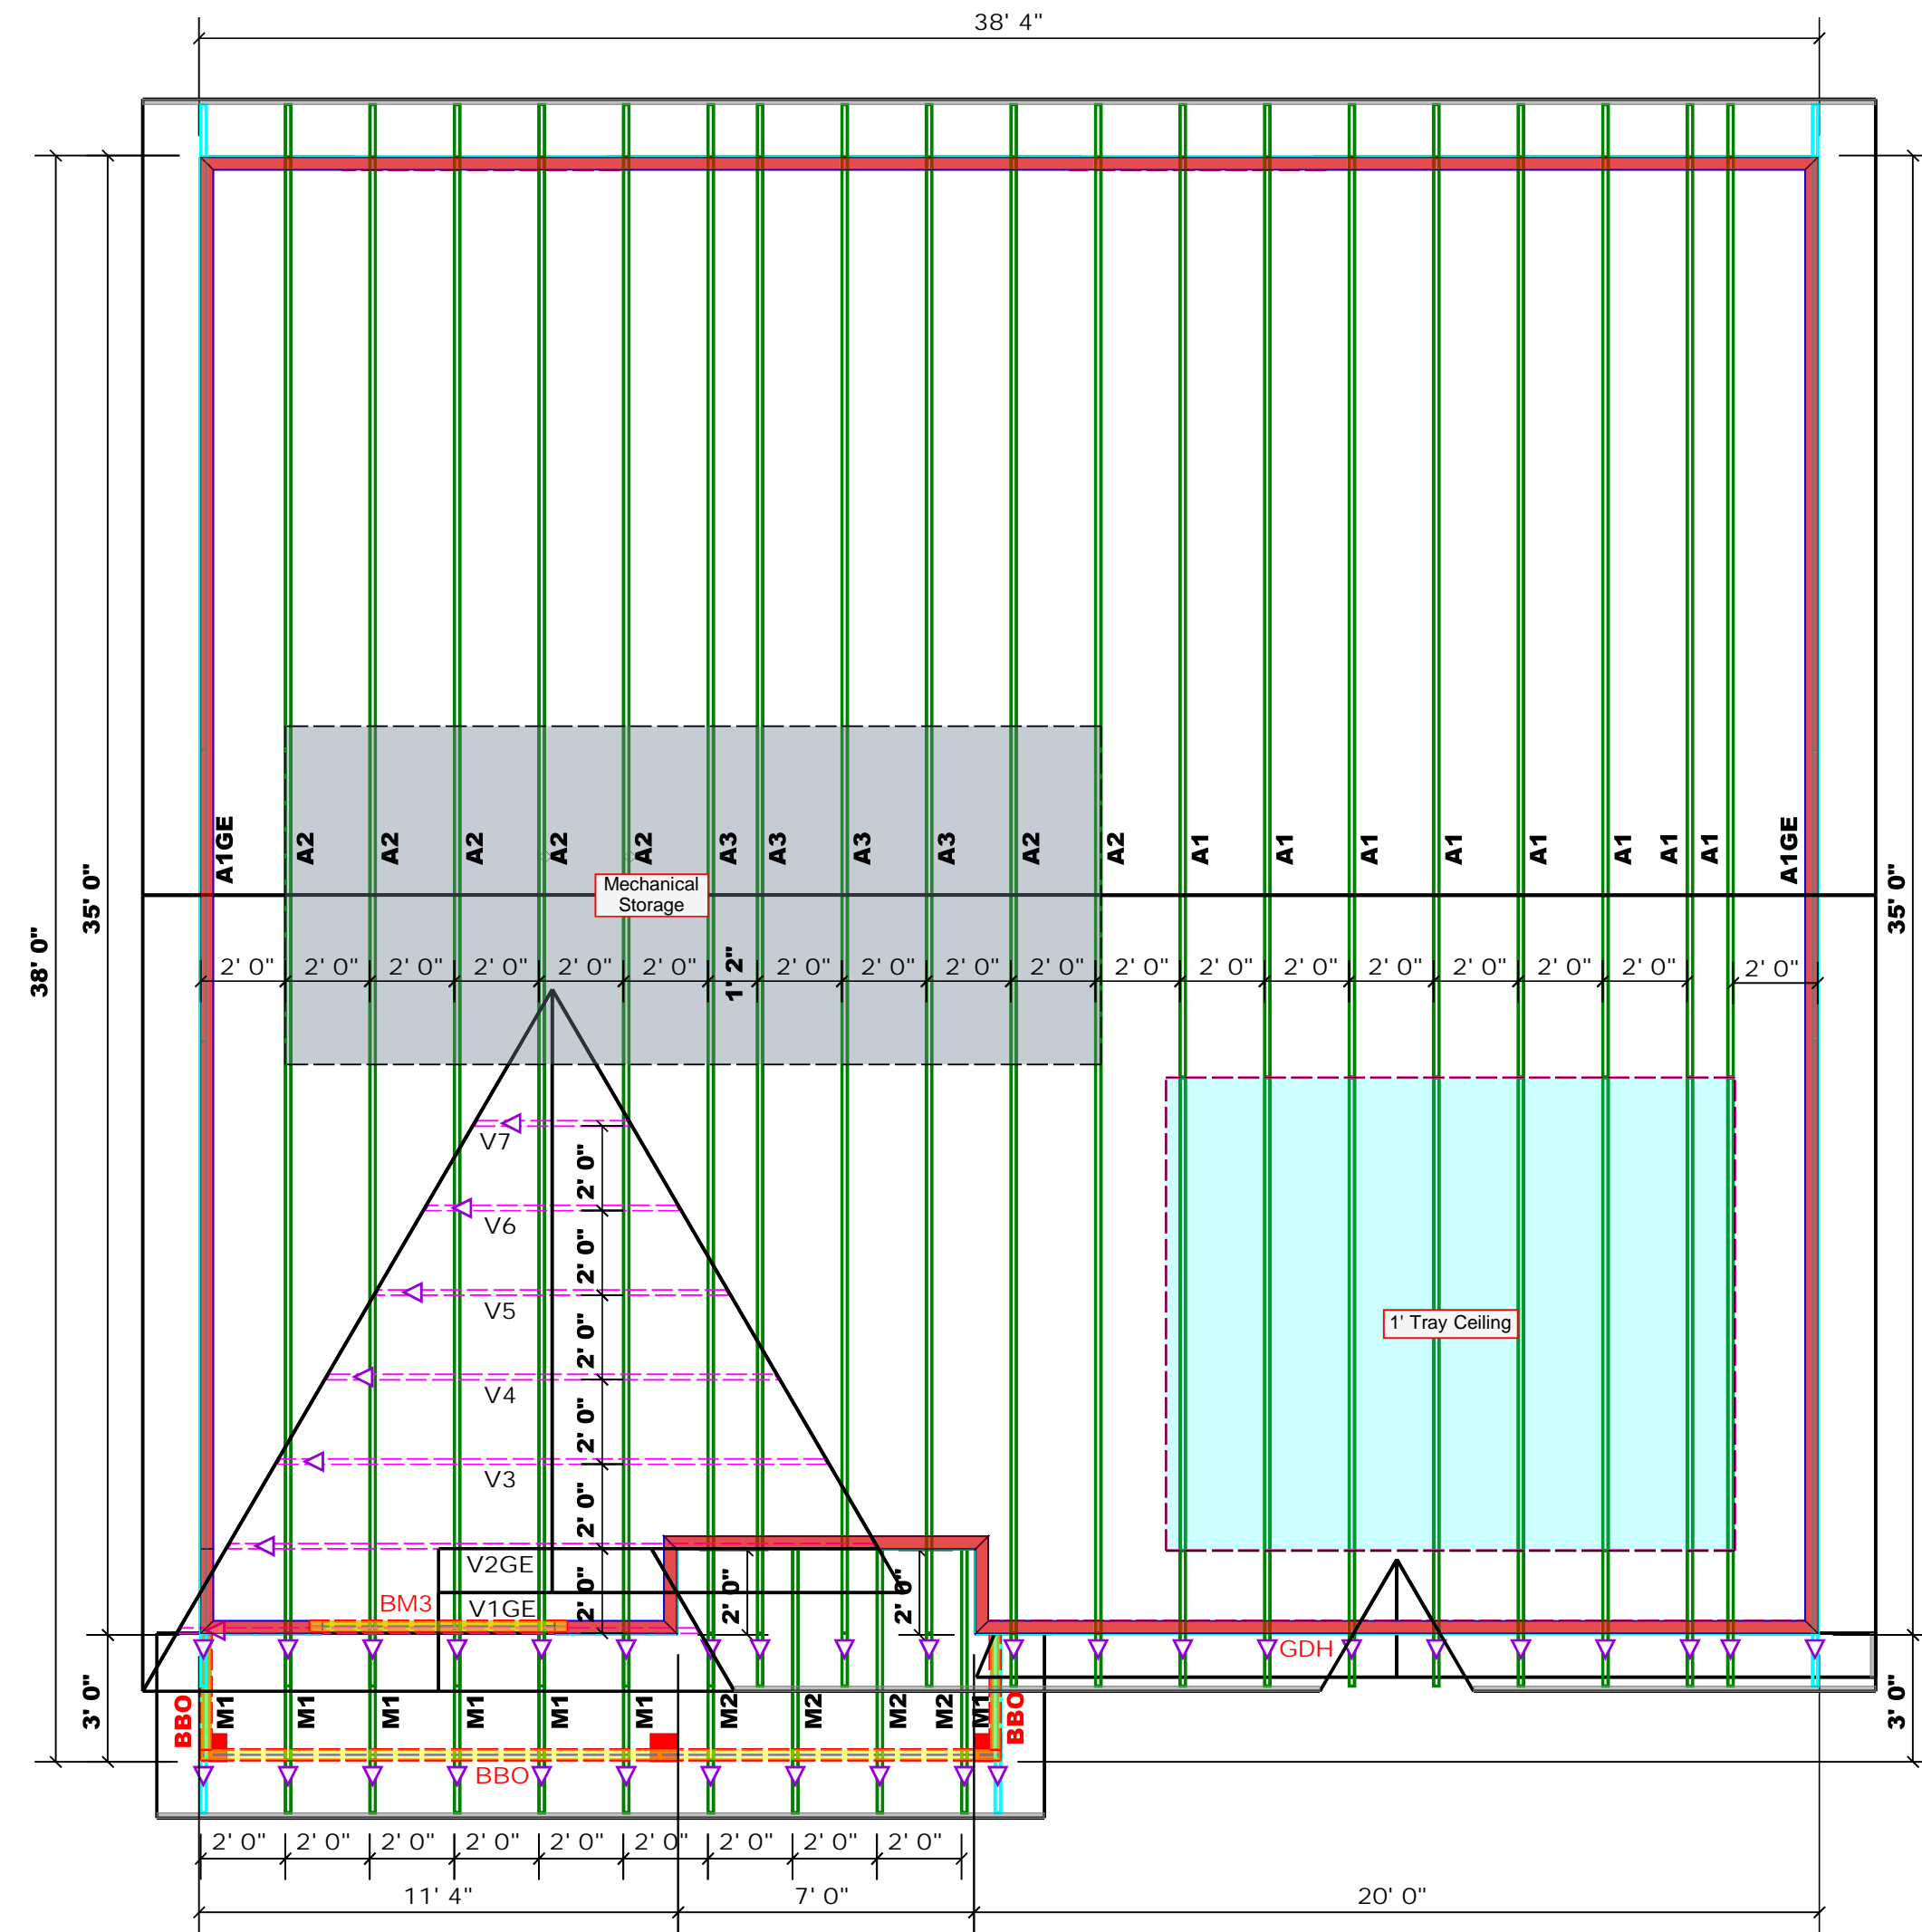 38' 4"
A1GE
A2
A2
A2
A2
A2
A3
A3
A3
A3
A2
A2
A1
A1
A1
A1
A1
A1
A1
A1
A1GE
Mechanical
Storage
35' 0"
35' 0"
38' 0"
2' 0"
2' 0"
2' 0"
2' 0"
2' 0"
2' 0"
1' 2"
2' 0"
2' 0"
2' 0"
2' 0"
2' 0"
2' 0"
2' 0"
2' 0"
2' 0"
2' 0"
2' 0"
2' 0"
V7
2' 0"
V6
2' 0"
V5
2' 0"
1' Tray Ceiling
V4
2' 0"
V3
2' 0"
V2GE
2' 0"
2' 0"
2' 0"
BM3
V1GE
GDH
3' 0"
BBO
M1
M1
M1
M1
M1
M1
M2
M2
M2
M2
M1
BBO
3' 0"
BBO
2' 0"
2' 0"
2' 0"
2' 0"
2' 0"
2' 0"
2' 0"
2' 0"
2' 0"
11' 4"
7' 0"
20' 0"